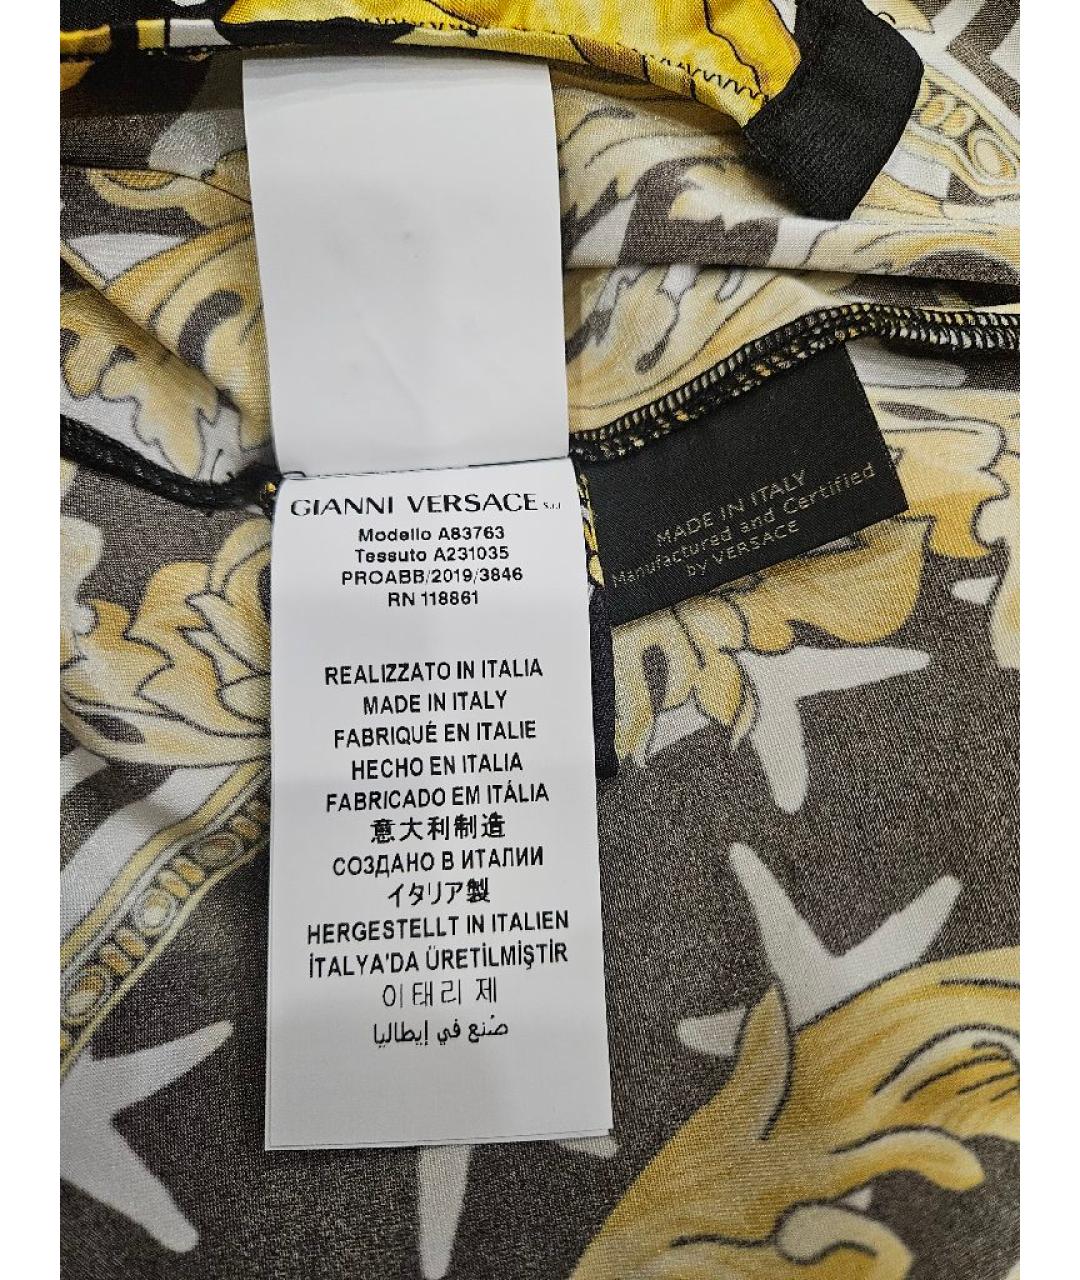 GIANNI VERSACE S.r.l
Modello A83763
Tessuto A231035
PROABB/2019/3846
RN 118861
REALIZZATO IN ITALIA
MADE IN ITALY
FABRIQUÉ EN ITALIE
HECHO EN ITALIA
FABRICADO EM ITÁLIA
意大利制造
СОЗДАНО В ИТАЛИИ
イタリア製
HERGESTELLT IN ITALIEN
İTALYA'DA ÜRETİLMİŞTİR
이태리 제
صُنع في إيطاليا
MADE IN ITALY
Manufactured and Certified
by VERSACE